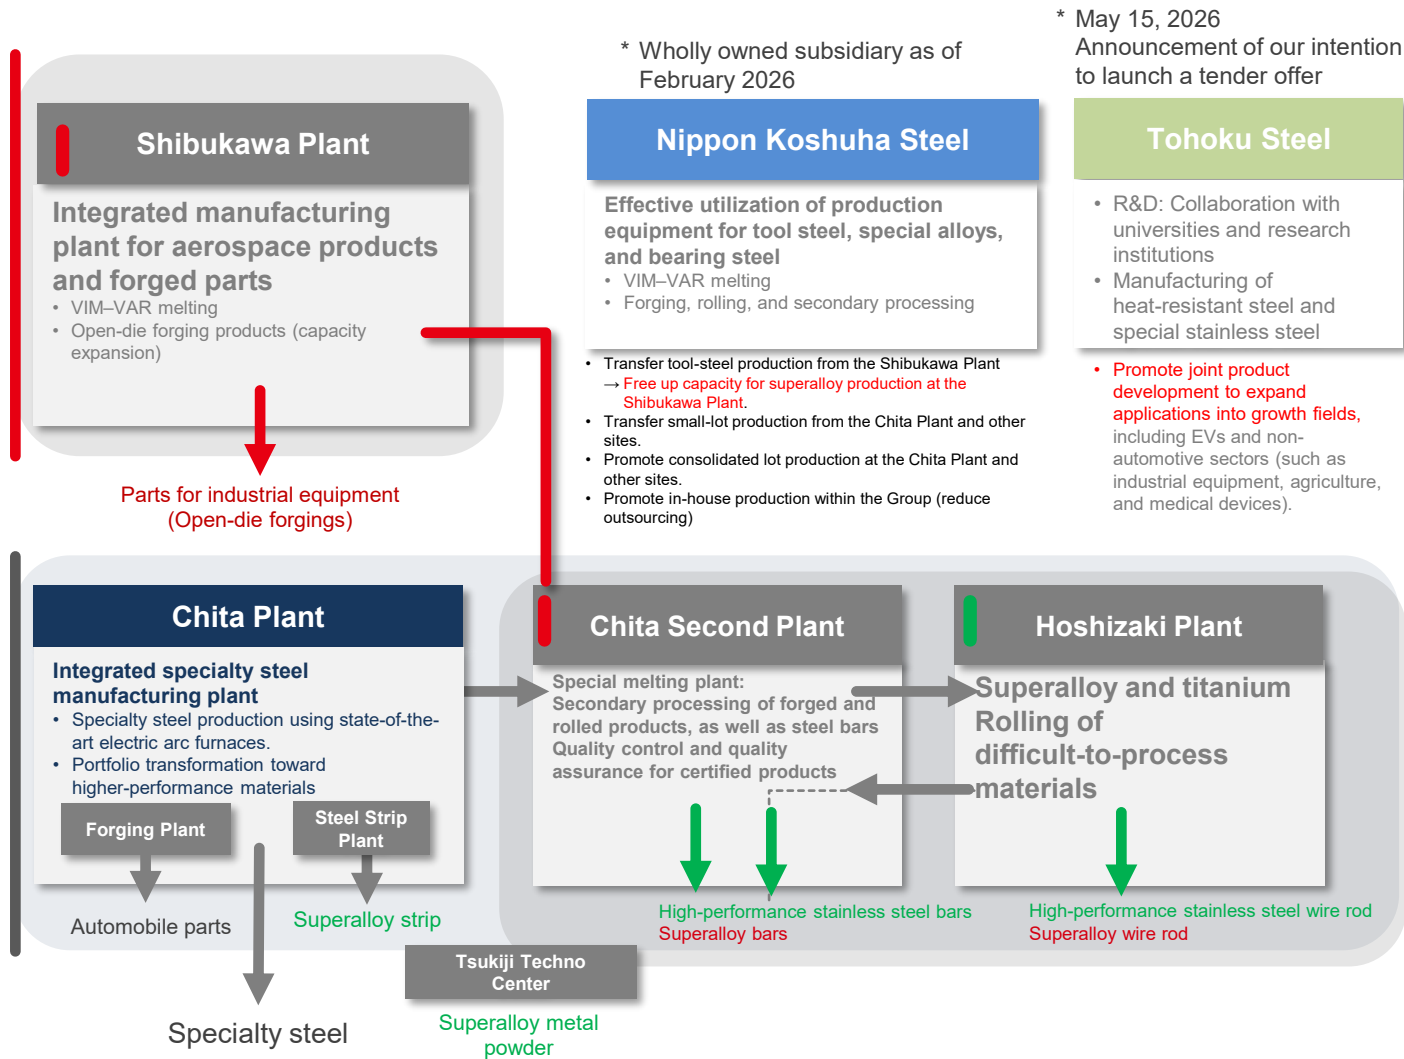 * May 15, 2026
Announcement of our intention
to launch a tender offer
* Wholly owned subsidiary as of
February 2026
Shibukawa Plant
Integrated manufacturing
plant for aerospace products
and forged parts
• VIM–VAR melting
• Open-die forging products (capacity
expansion)
Parts for industrial equipment
(Open-die forgings)
Nippon Koshuha Steel
Effective utilization of production
equipment for tool steel, special alloys,
and bearing steel
• VIM–VAR melting
• Forging, rolling, and secondary processing
• Transfer tool-steel production from the Shibukawa Plant
→ Free up capacity for superalloy production at the
Shibukawa Plant.
• Transfer small-lot production from the Chita Plant and other
sites.
• Promote consolidated lot production at the Chita Plant and
other sites.
• Promote in-house production within the Group (reduce
outsourcing)
Tohoku Steel
• R&D: Collaboration with
universities and research
institutions
• Manufacturing of
heat-resistant steel and
special stainless steel
• Promote joint product
development to expand
applications into growth fields,
including EVs and non-
automotive sectors (such as
industrial equipment, agriculture,
and medical devices).
Chita Plant
Integrated specialty steel
manufacturing plant
• Specialty steel production using state-of-the-
art electric arc furnaces.
• Portfolio transformation toward
higher-performance materials
Forging Plant
Steel Strip
Plant
Automobile parts
Superalloy strip
Specialty steel
Chita Second Plant
Special melting plant:
Secondary processing of forged and
rolled products, as well as steel bars
Quality control and quality
assurance for certified products
High-performance stainless steel bars
Superalloy bars
Hoshizaki Plant
Superalloy and titanium
Rolling of
difficult-to-process
materials
High-performance stainless steel wire rod
Superalloy wire rod
Tsukiji Techno
Center
Superalloy metal
powder